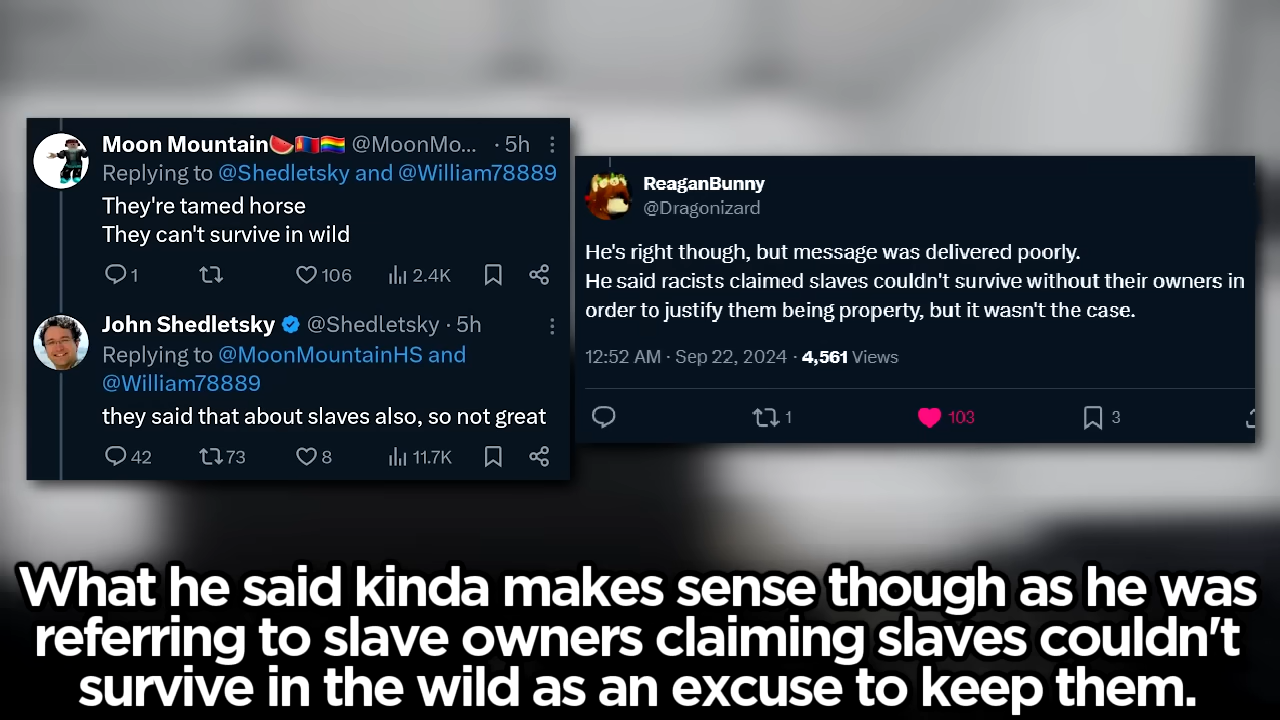 Moon Mountain🍉🇲🇳🏳️‍🌈 @MoonMo... · 5h
Replying to @Shedletsky and @William78889
They're tamed horse
They can't survive in wild
1 106 2.4K
John Shedletsky @Shedletsky · 5h
Replying to @MoonMountainHS and
@William78889
they said that about slaves also, so not great
42 73 8 11.7K
ReaganBunny
@Dragonizard
He's right though, but message was delivered poorly.
He said racists claimed slaves couldn't survive without their owners in
order to justify them being property, but it wasn't the case.
12:52 AM · Sep 22, 2024 · 4,561 Views
1 103 3
What he said kinda makes sense though as he was
referring to slave owners claiming slaves couldn't
survive in the wild as an excuse to keep them.